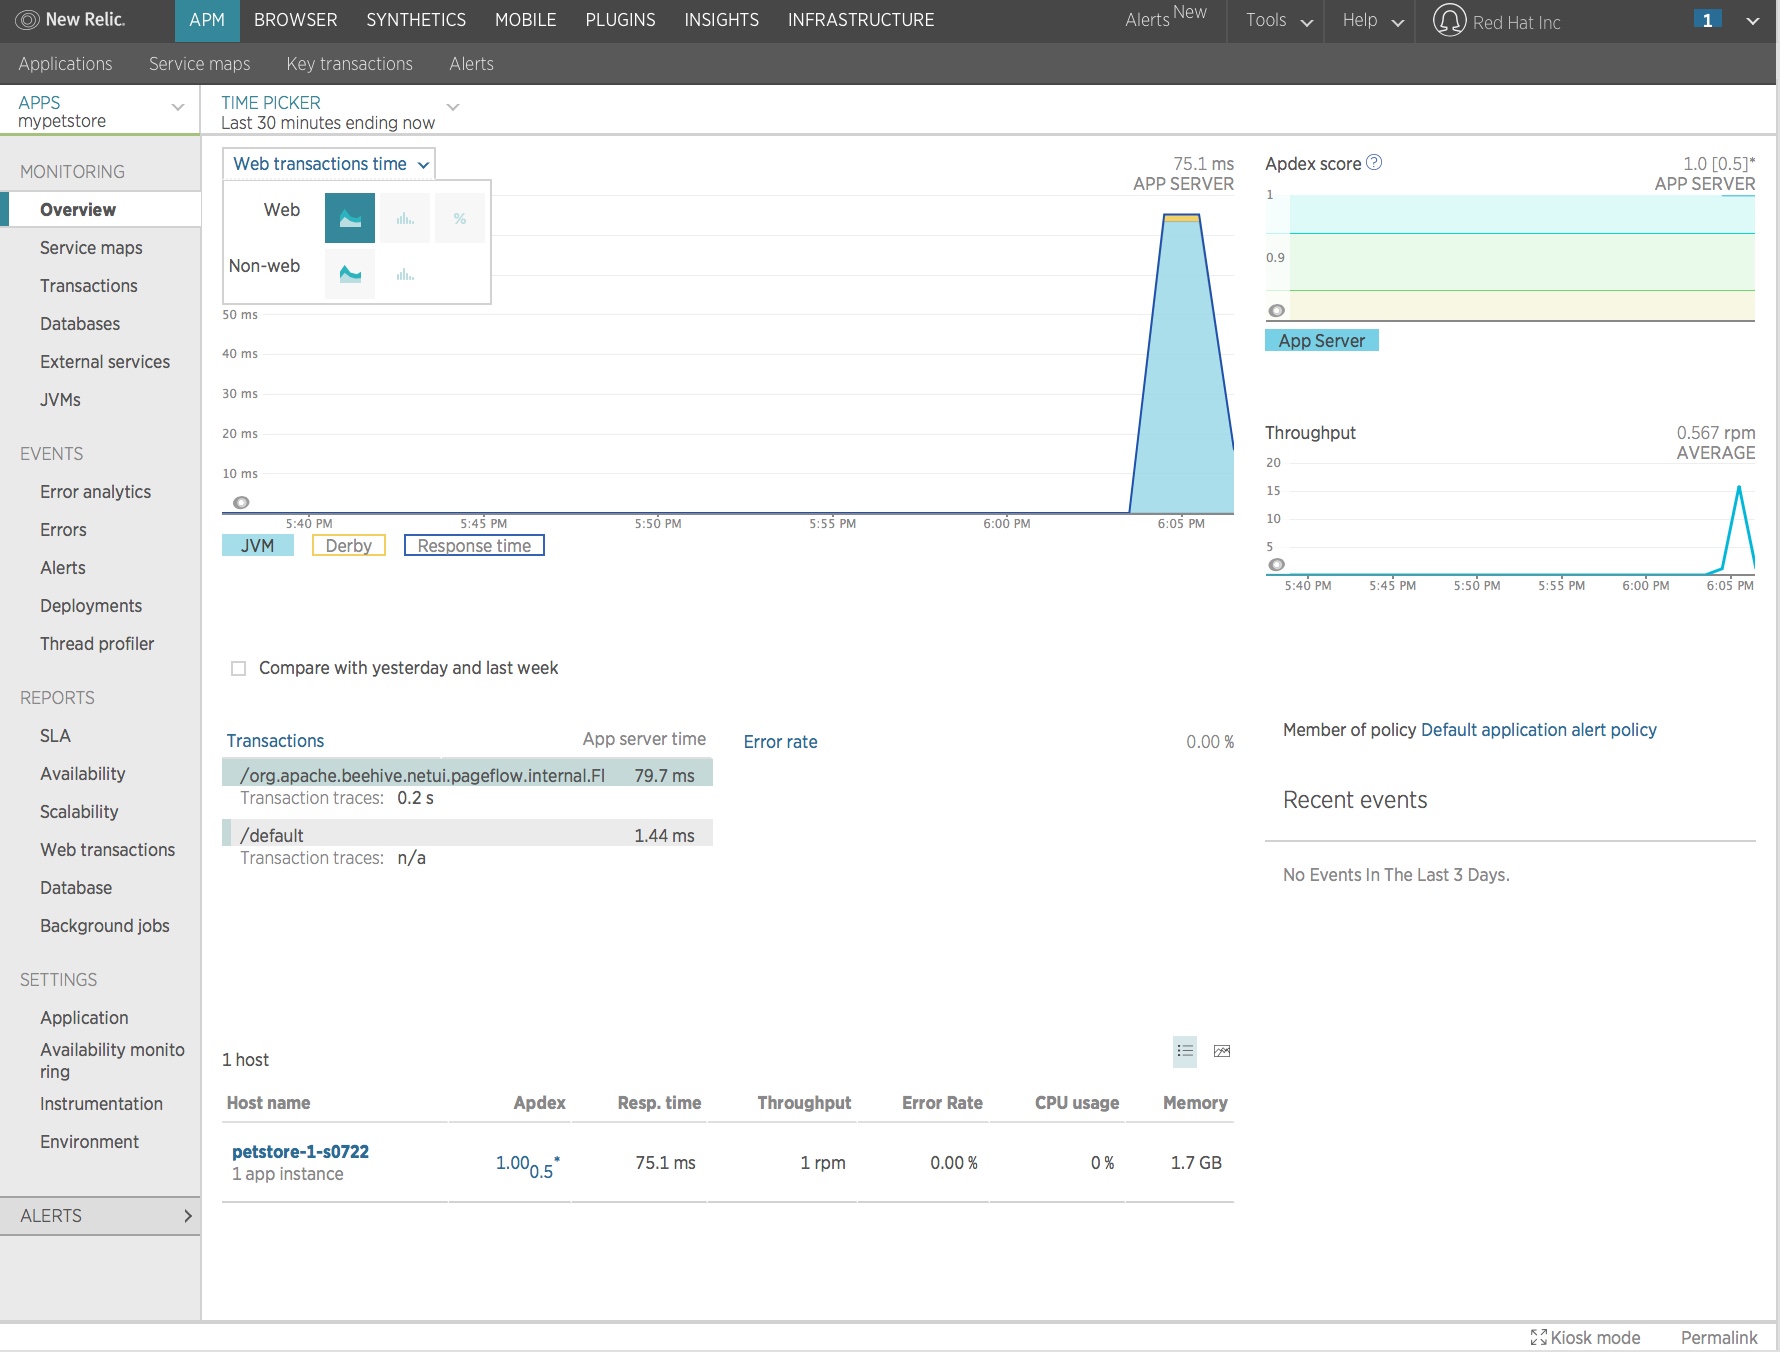 New Relic.
APM BROWSER SYNTHETICS MOBILE PLUGINS INSIGHTS INFRASTRUCTURE
Alerts New Tools Help Red Hat Inc 1
Applications Service maps Key transactions Alerts
APPS
mypetstore
TIME PICKER
Last 30 minutes ending now
MONITORING
Overview
Service maps
Transactions
Databases
External services
JVMs
EVENTS
Error analytics
Errors
Alerts
Deployments
Thread profiler
REPORTS
SLA
Availability
Scalability
Web transactions
Database
Background jobs
SETTINGS
Application
Availability monito
ring
Instrumentation
Environment
ALERTS
Web transactions time
75.1 ms
APP SERVER
Web %
Non-web
50 ms
40 ms
30 ms
20 ms
10 ms
5:40 PM 5:45 PM 5:50 PM 5:55 PM 6:00 PM 6:05 PM
JVM Derby Response time
Apdex score ?
1.0 [0.5]*
APP SERVER
1
0.9
App Server
Throughput
0.567 rpm
AVERAGE
20
15
10
5
5:40 PM 5:45 PM 5:50 PM 5:55 PM 6:00 PM 6:05 PM
Compare with yesterday and last week
Transactions App server time
/org.apache.beehive.netui.pageflow.internal.Fl 79.7 ms
Transaction traces: 0.2 s
/default 1.44 ms
Transaction traces: n/a
Error rate 0.00 %
Member of policy Default application alert policy
Recent events
No Events In The Last 3 Days.
1 host
Host name Apdex Resp. time Throughput Error Rate CPU usage Memory
petstore-1-s0722 1.00 0.5* 75.1 ms 1 rpm 0.00 % 0 % 1.7 GB
1 app instance
Kiosk mode Permalink